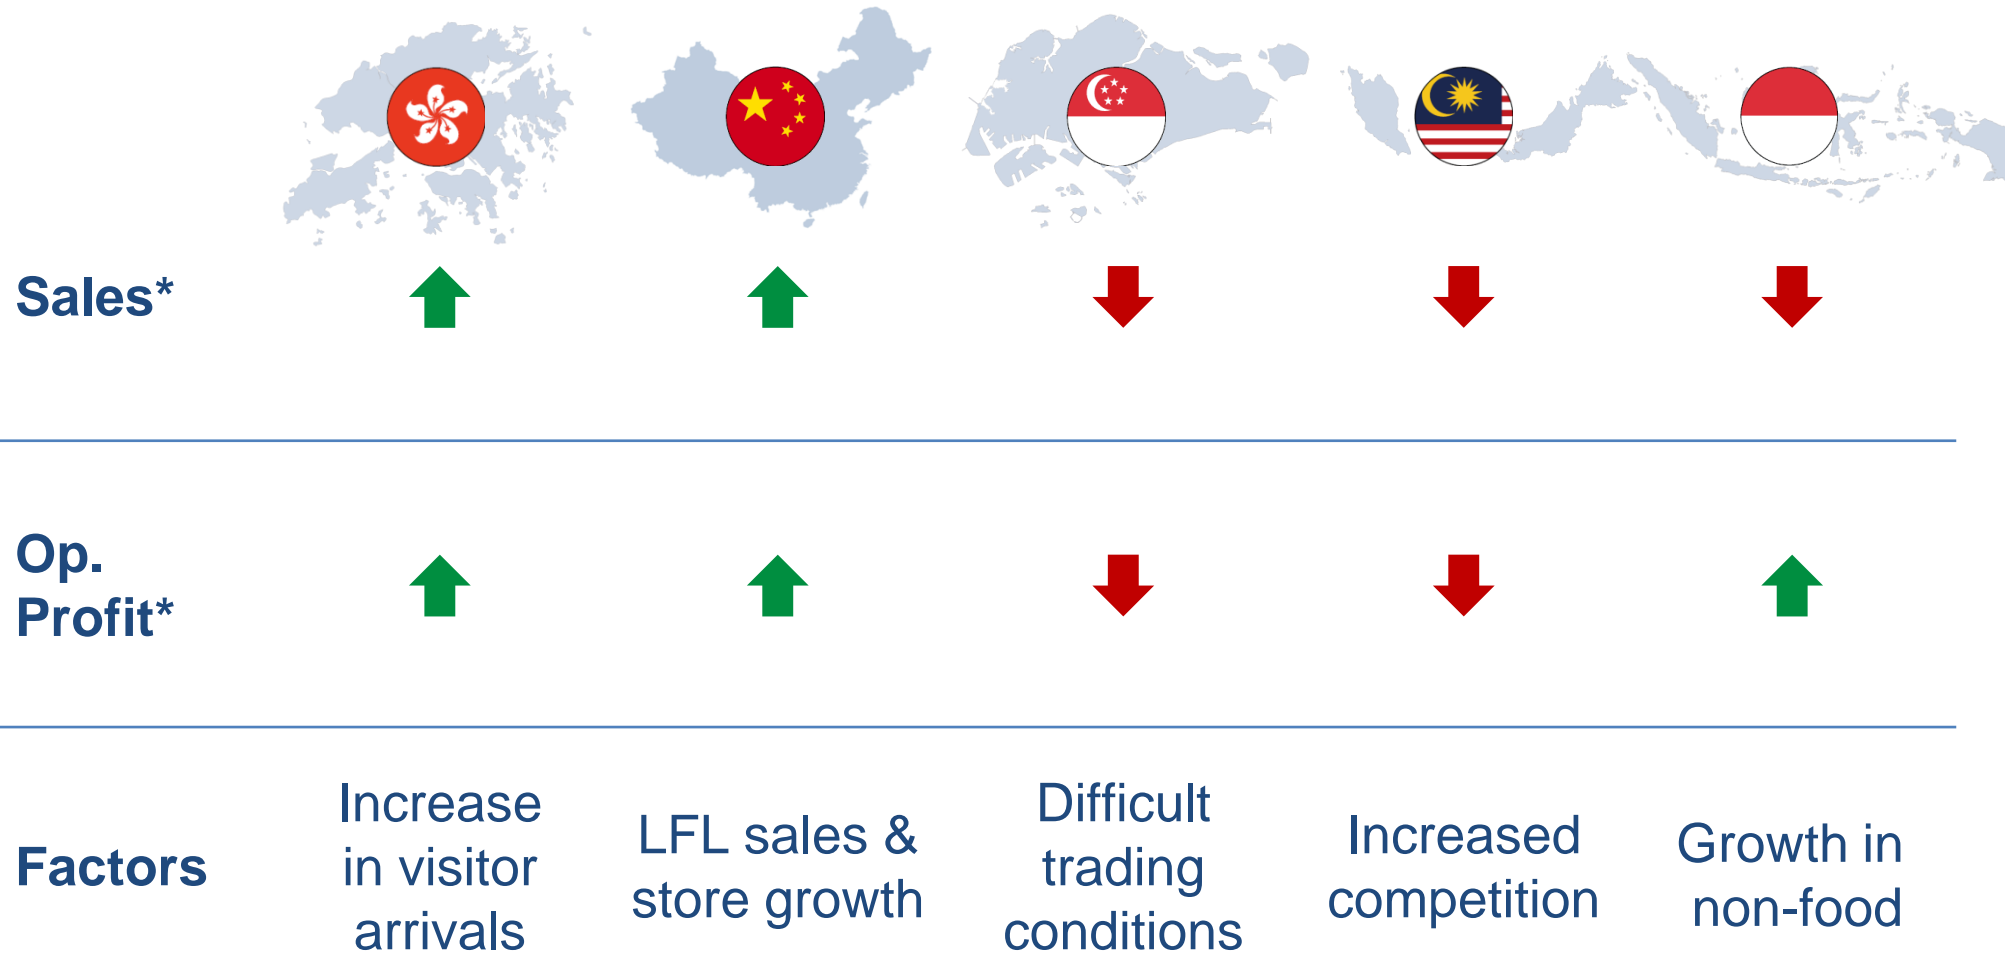 Sales*
Op.
Profit*
Factors
Increase
in visitor
arrivals
LFL sales &
store growth
Difficult
trading
conditions
Increased
competition
Growth in
non-food